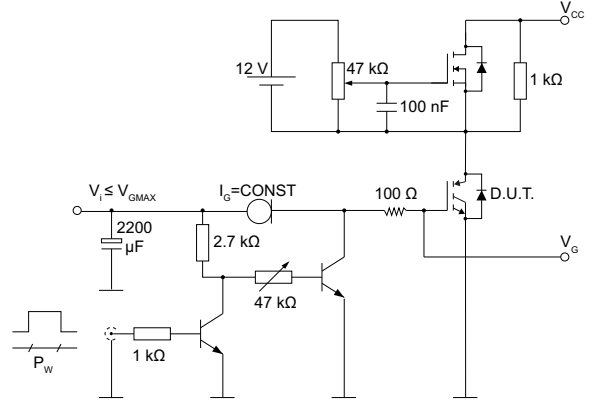 V_CC
12 V
47 kΩ
1 kΩ
100 nF
V_i ≤ V_GMAX
I_G=CONST
100 Ω
D.U.T.
2200
μF
2.7 kΩ
V_G
47 kΩ
1 kΩ
P_W